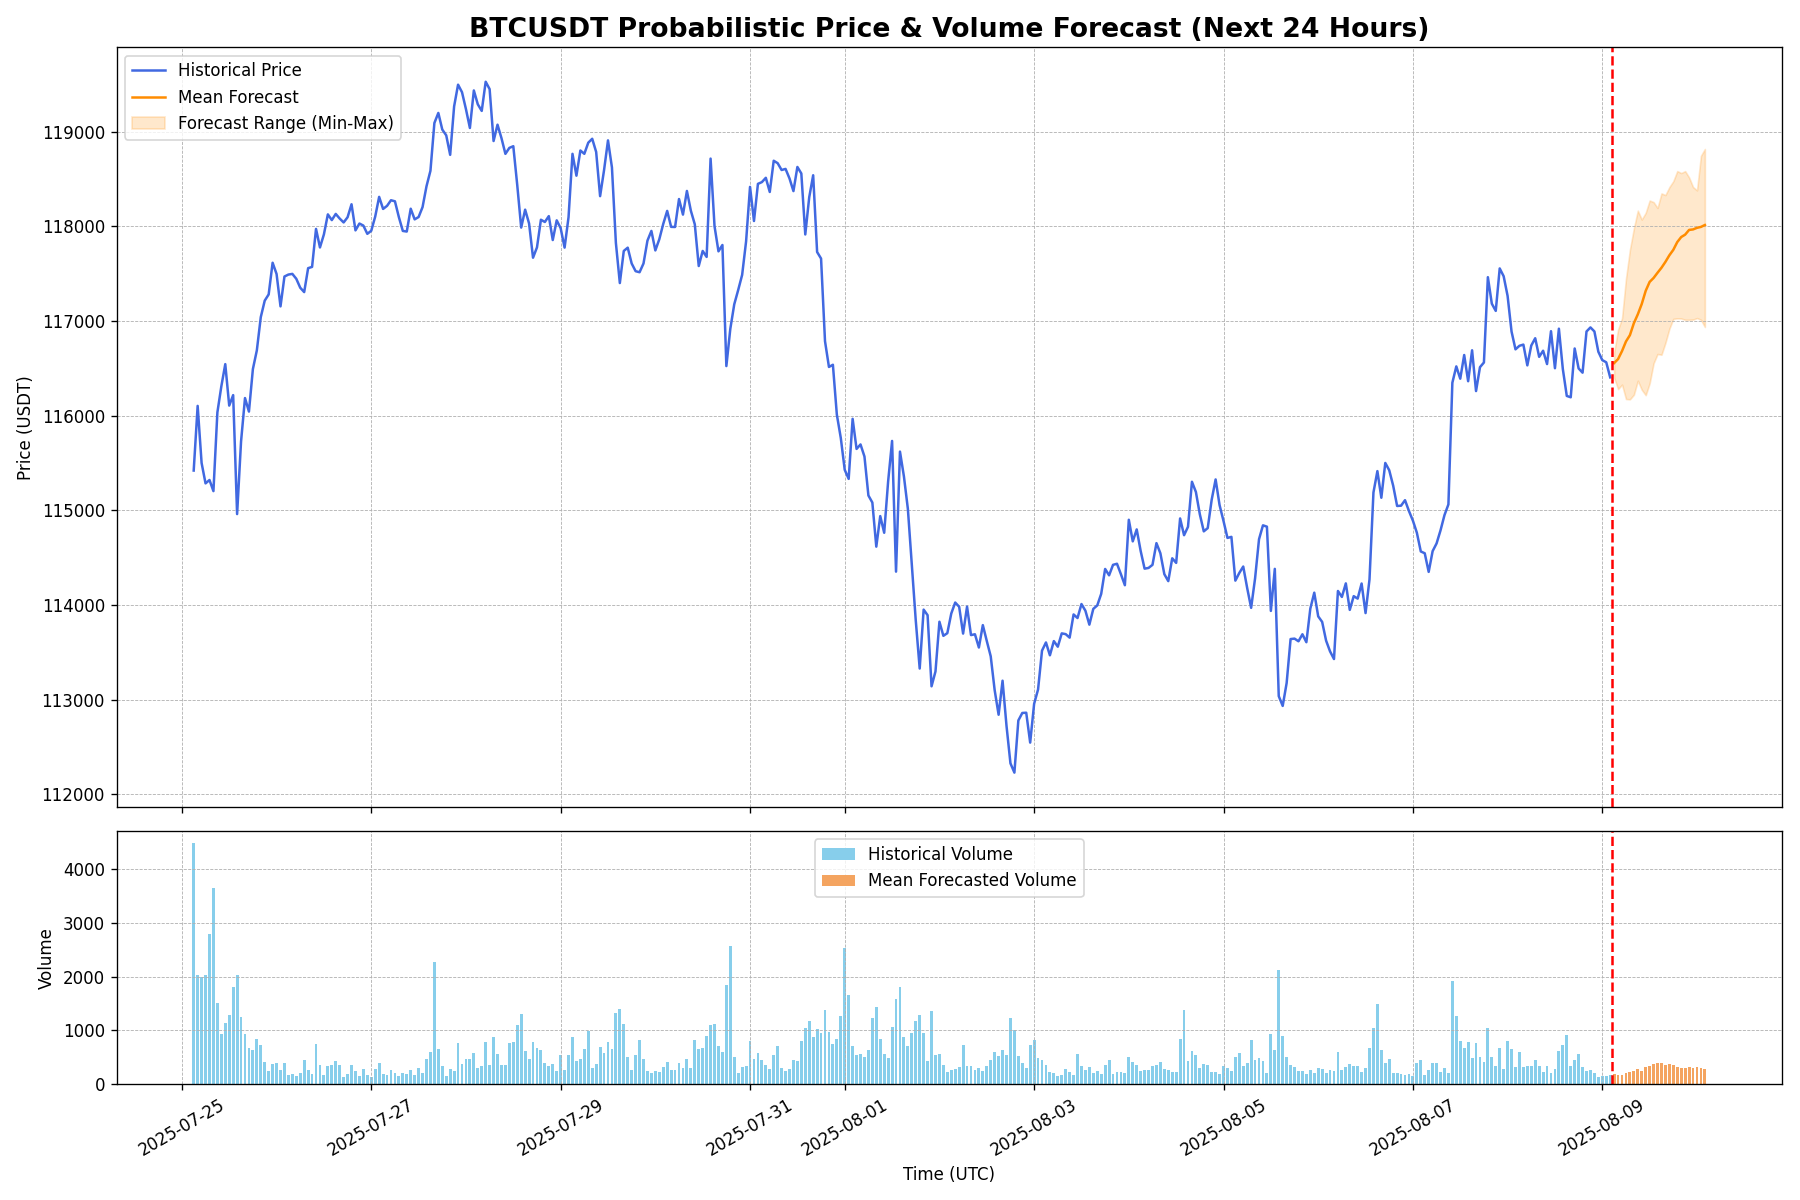 BTCUSDT Probabilistic Price & Volume Forecast (Next 24 Hours)
Historical Price
Mean Forecast
Forecast Range (Min-Max)
119000
118000
117000
116000
115000
114000
113000
112000
Price (USDT)
Historical Volume
Mean Forecasted Volume
4000
3000
2000
1000
0
Volume
2025-07-25
2025-07-27
2025-07-29
2025-07-31
2025-08-01
2025-08-03
2025-08-05
2025-08-07
2025-08-09
Time (UTC)